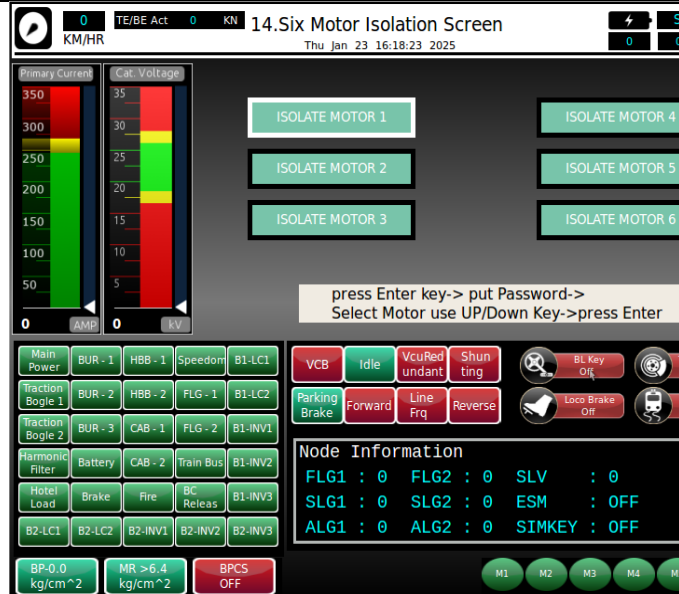 0
KM/HR
TE/BE Act 0 KN
14.Six Motor Isolation Screen
Thu Jan 23 16:18:23 2025
0
Primary Current
350
300
250
200
150
100
50
0 AMP
Cat. Voltage
35
30
25
20
15
10
5
0 kV
ISOLATE MOTOR 1
ISOLATE MOTOR 2
ISOLATE MOTOR 3
ISOLATE MOTOR 4
ISOLATE MOTOR 5
ISOLATE MOTOR 6
press Enter key-> put Password->
Select Motor use UP/Down Key->press Enter
Main Power
BUR - 1
HBB - 1
Speedom
B1-LC1
Traction Bogle 1
BUR - 2
HBB - 2
FLG - 1
B1-LC2
Traction Bogle 2
BUR - 3
CAB - 1
FLG - 2
B1-INV1
Harmonic Filter
Battery
CAB - 2
Train Bus
B1-INV2
Hotel Load
Brake
Fire
BC Releas
B1-INV3
B2-LC1
B2-LC2
B2-INV1
B2-INV2
B2-INV3
VCB
Idle
VcuRed undant
Shun ting
Parking Brake
Forward
Line Frq
Reverse
BL Key
Off
Loco Brake
Off
Node Information
FLG1 : 0 FLG2 : 0 SLV : 0
SLG1 : 0 SLG2 : 0 ESM : OFF
ALG1 : 0 ALG2 : 0 SIMKEY : OFF
BP-0.0
kg/cm^2
MR >6.4
kg/cm^2
BPCS
OFF
M1
M2
M3
M4